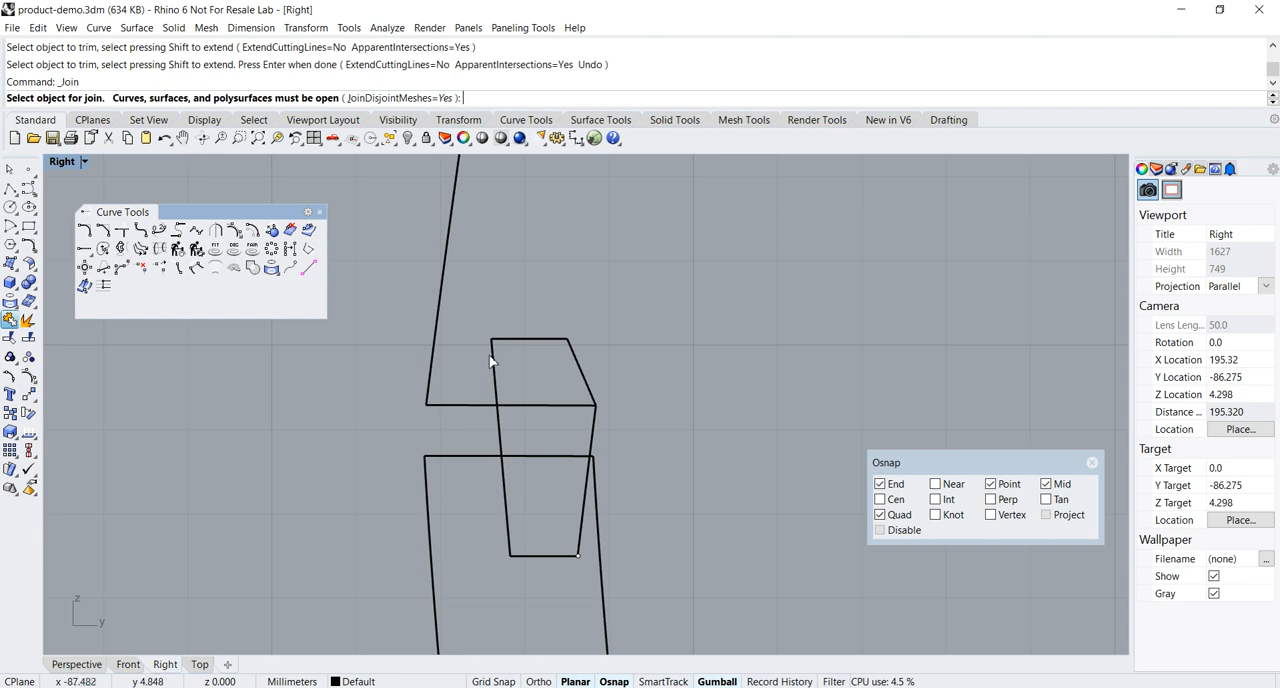 product-demo.3dm (634 KB) - Rhino 6 Not For Resale Lab - [Right]
File Edit View Curve Surface Solid Mesh Dimension Transform Tools Analyze Render Panels Paneling Tools Help
Select object to trim, select pressing Shift to extend ( ExtendCuttingLines=No ApparentIntersections=Yes )
Select object to trim, select pressing Shift to extend. Press Enter when done ( ExtendCuttingLines=No ApparentIntersections=Yes Undo )
Command: _Join
Select object for join. Curves, surfaces, and polysurfaces must be open ( JoinDisjointMeshes=Yes ):
Standard CPlanes Set View Display Select Viewport Layout Visibility Transform Curve Tools Surface Tools Solid Tools Mesh Tools Render Tools New in V6 Drafting
Right
Curve Tools
Viewport
Title Right
Width 1627
Height 749
Projection Parallel
Camera
Lens Leng... 50.0
Rotation 0.0
X Location 195.32
Y Location -86.275
Z Location 4.298
Distance ... 195.320
Location Place...
Target
X Target 0.0
Y Target -86.275
Z Target 4.298
Location Place...
Wallpaper
Filename (none) ...
Show
Gray
Osnap
End Near Point Mid
Cen Int Perp Tan
Quad Knot Vertex Project
Disable
z
y
Perspective Front Right Top
CPlane x -87.482 y 4.848 z 0.000 Millimeters Default Grid Snap Ortho Planar Osnap SmartTrack Gumball Record History Filter CPU use: 4.5 %